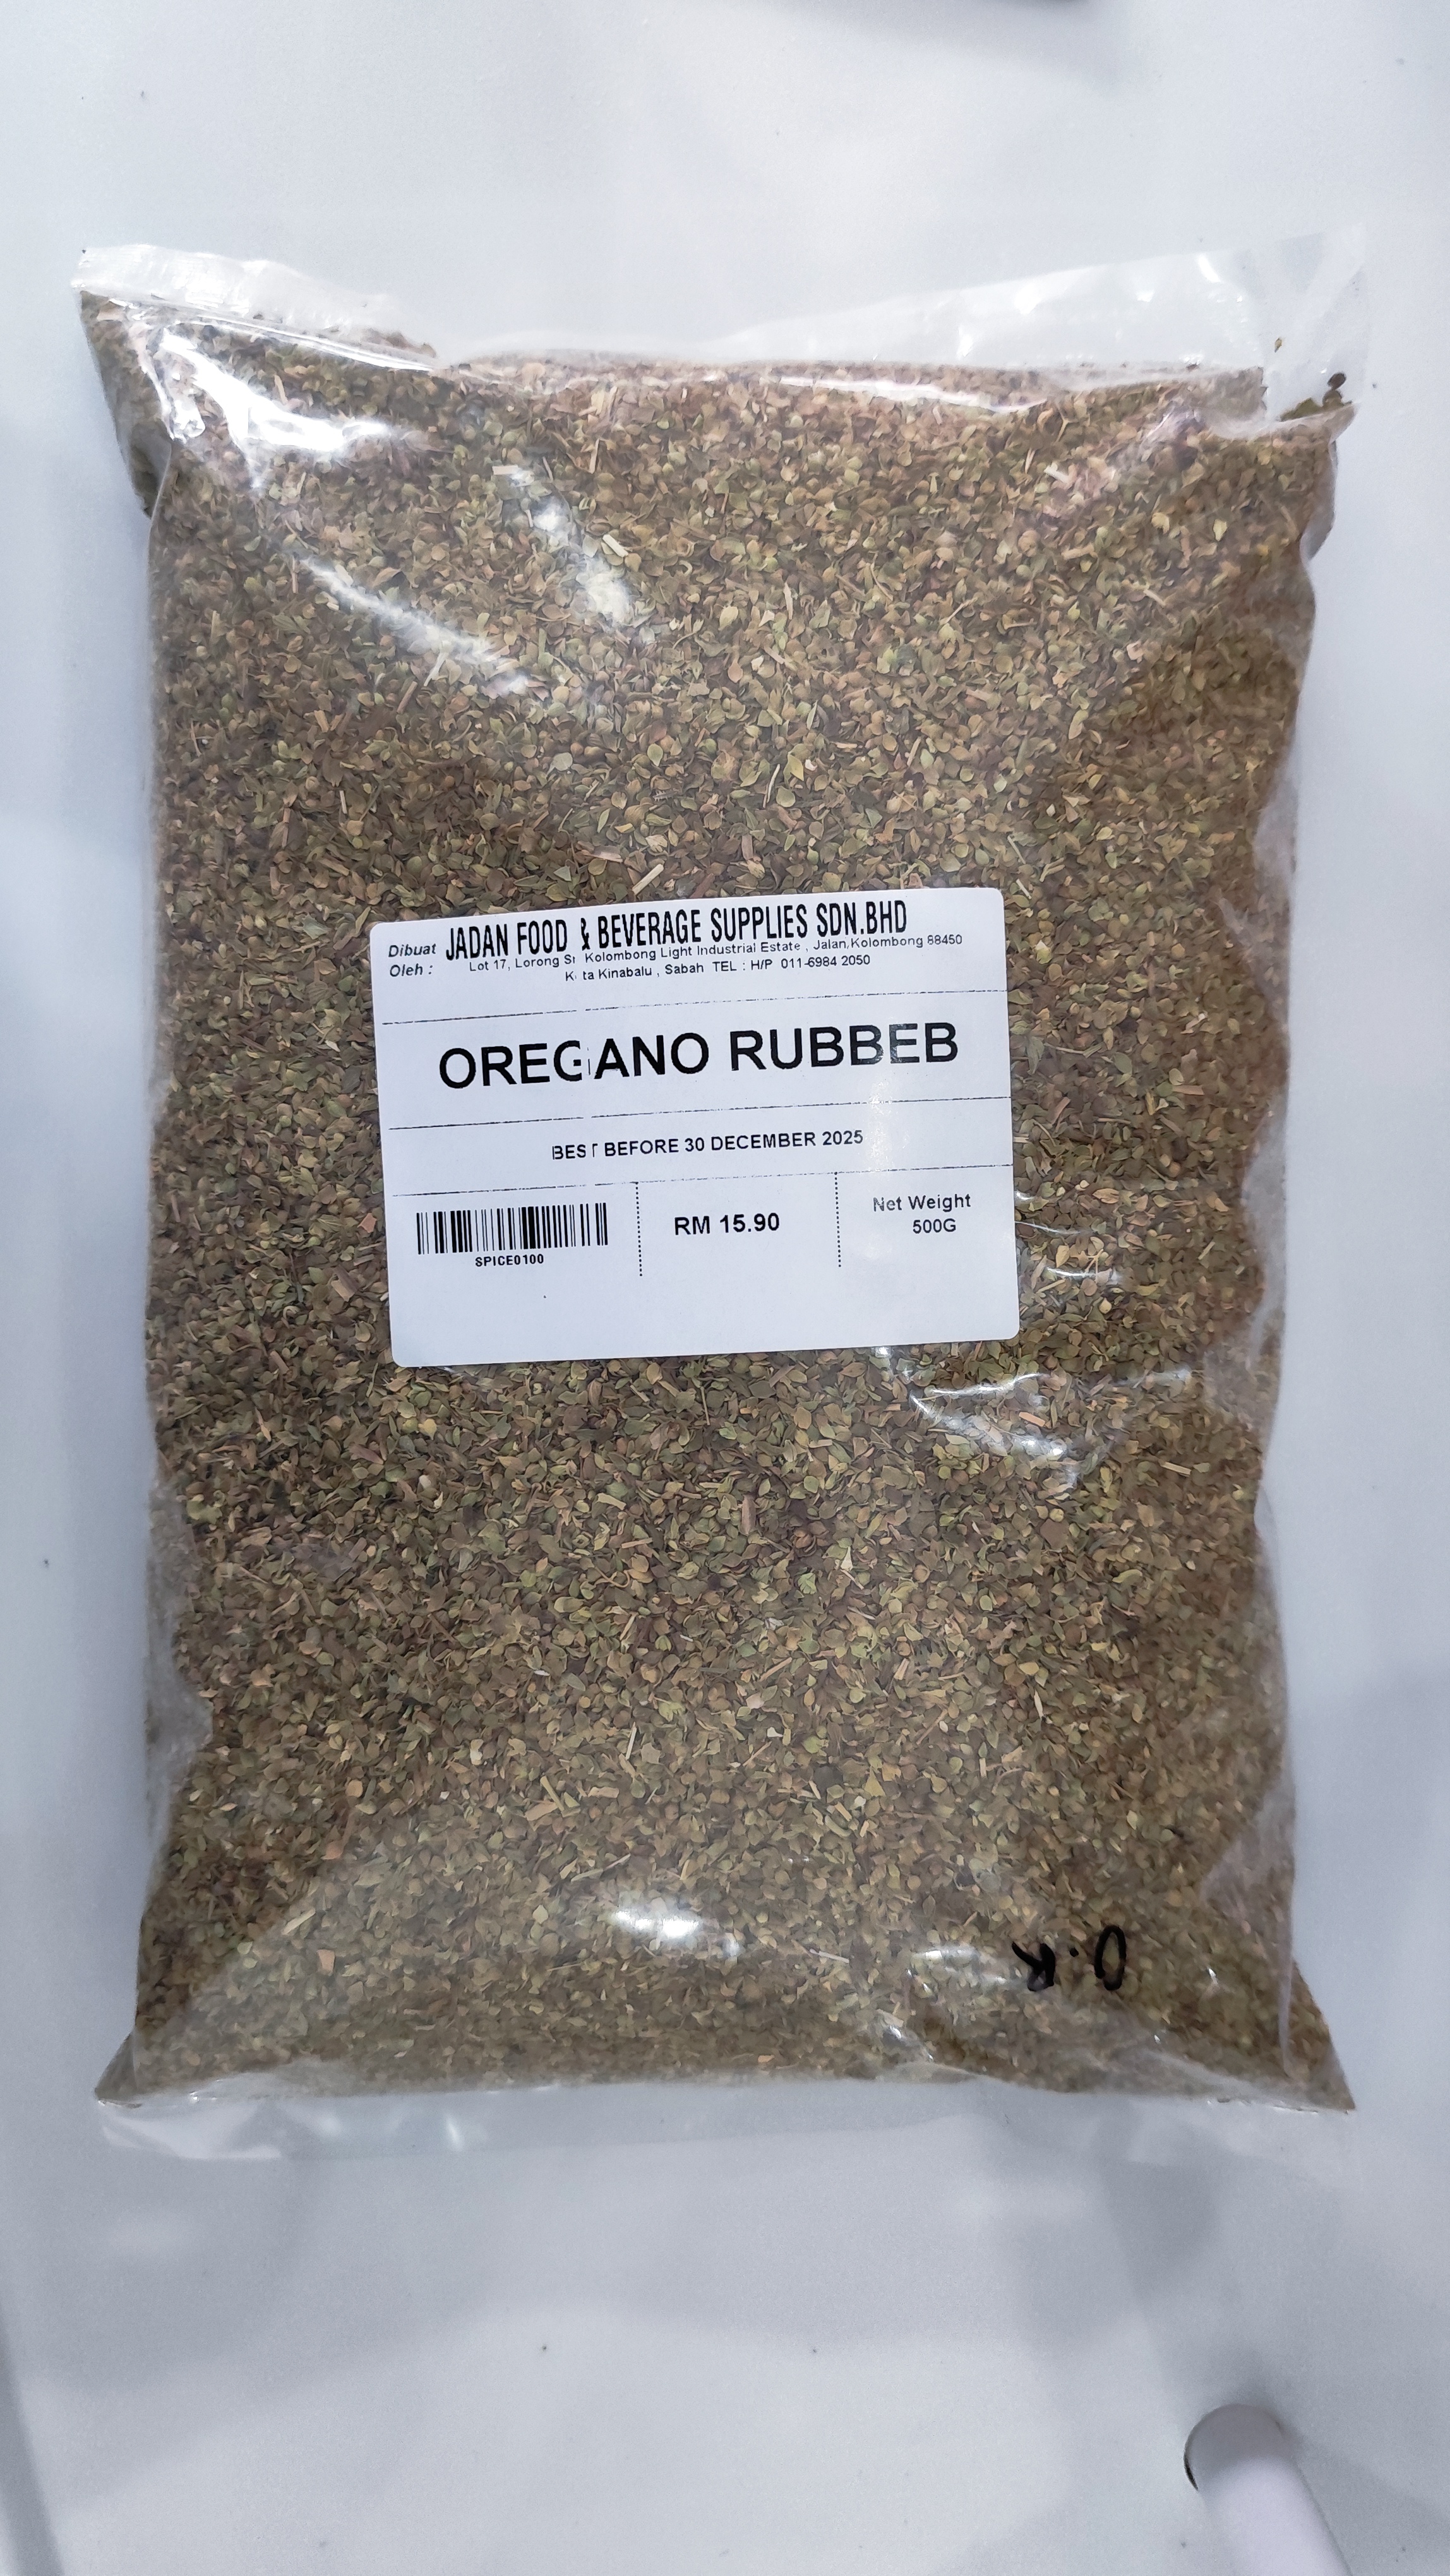 Dibuat Oleh :
JADAN FOOD & BEVERAGE SUPPLIES SDN.BHD
Lot 17, Lorong Kolombong Light Industrial Estate , Jalan,Kolombong 88450
Kota Kinabalu , Sabah TEL : H/P 011-6984 2050
OREGANO RUBBEB
BEST BEFORE 30 DECEMBER 2025
SPICE0100
RM 15.90
Net Weight
500G
O.R